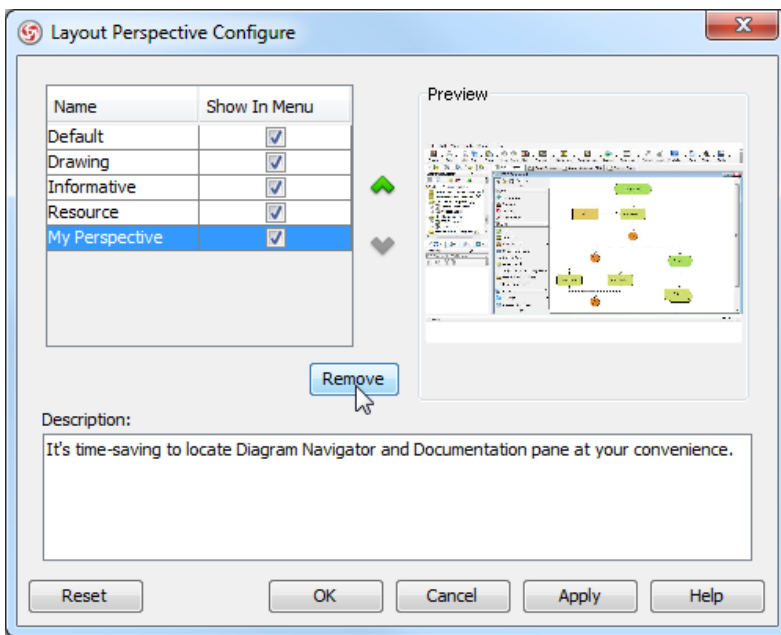 Layout Perspective Configure
Name Show In Menu
Default
Drawing
Informative
Resource
My Perspective
Preview
Remove
Description:
It's time-saving to locate Diagram Navigator and Documentation pane at your convenience.
Reset OK Cancel Apply Help